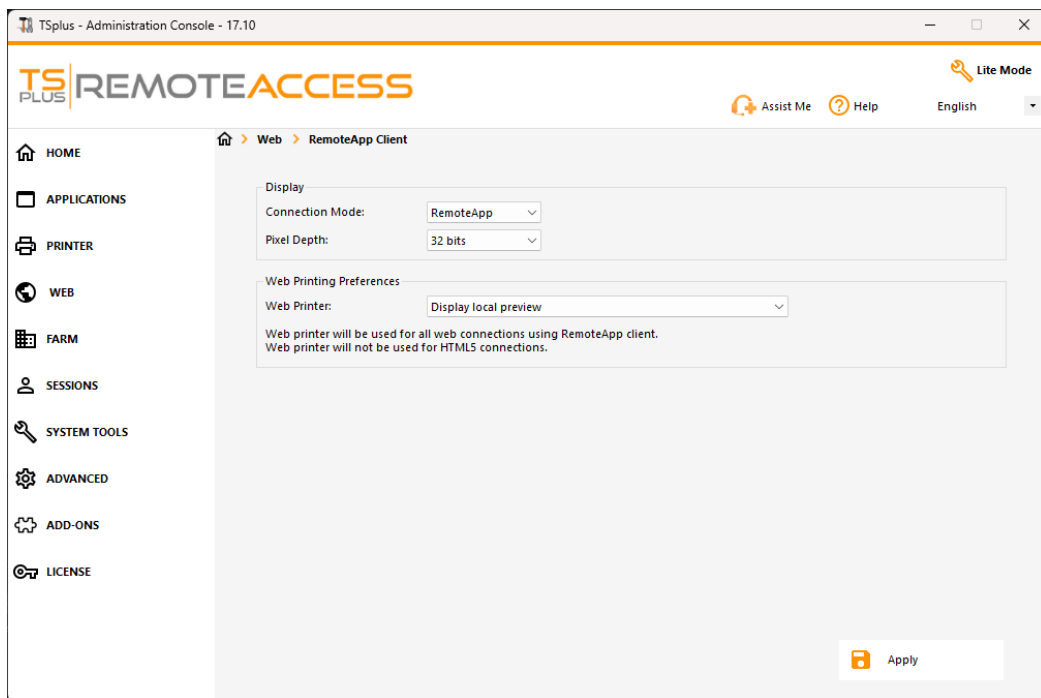 TSplus - Administration Console - 17.10
TS PLUS REMOTEACCESS
Lite Mode
Assist Me
Help
English
HOME
APPLICATIONS
PRINTER
WEB
FARM
SESSIONS
SYSTEM TOOLS
ADVANCED
ADD-ONS
LICENSE
Web > RemoteApp Client
Display
Connection Mode: RemoteApp
Pixel Depth: 32 bits
Web Printing Preferences
Web Printer: Display local preview
Web printer will be used for all web connections using RemoteApp client.
Web printer will not be used for HTML5 connections.
Apply